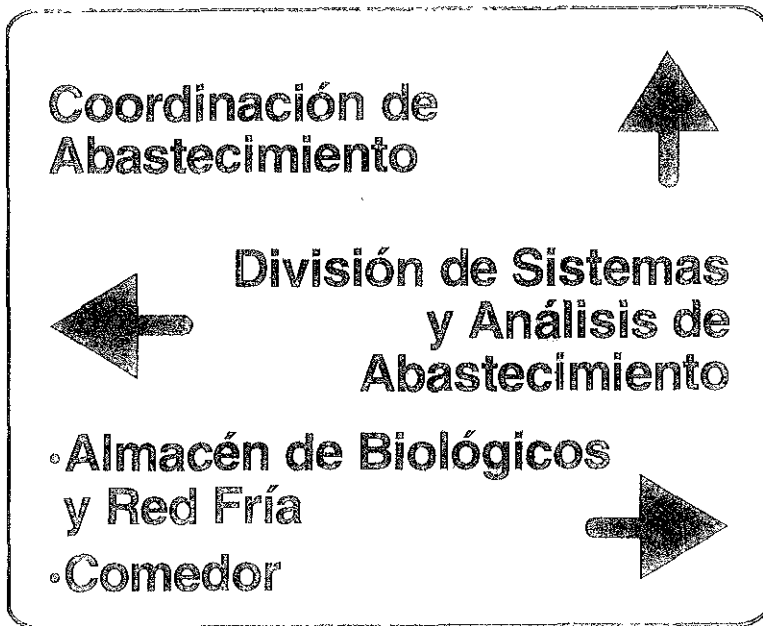 Coordinación de
Abastecimiento
División de Sistemas
y Análisis de
Abastecimiento
•Almacén de Biológicos
y Red Fría
•Comedor